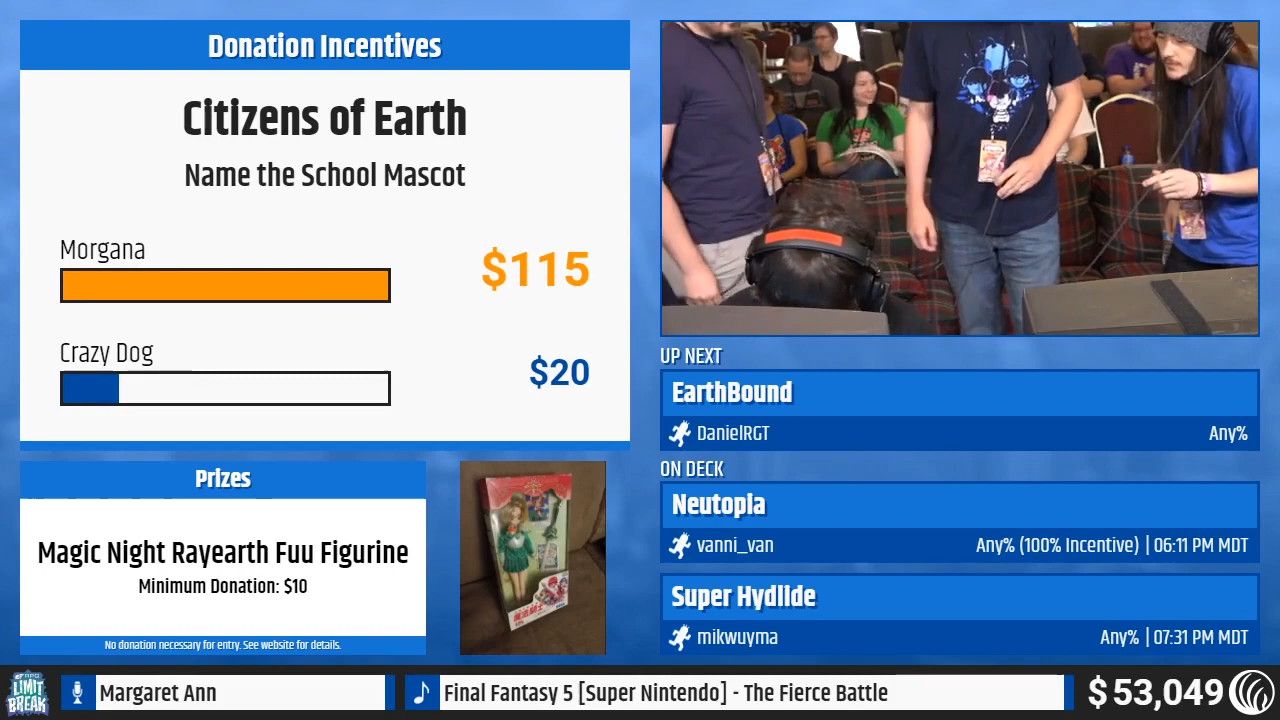 Donation Incentives
Citizens of Earth
Name the School Mascot
Morgana
$115
Crazy Dog
$20
Prizes
Magic Night Rayearth Fuu Figurine
Minimum Donation: $10
No donation necessary for entry. See website for details.
UP NEXT
EarthBound
DanielRGT Any%
ON DECK
Neutopia
vanni_van Any% (100% Incentive) | 06:11 PM MDT
Super Hydlide
mikwuyma Any% | 07:31 PM MDT
RPG
LIMIT
BREAK
Margaret Ann
Final Fantasy 5 [Super Nintendo] - The Fierce Battle
$53,049